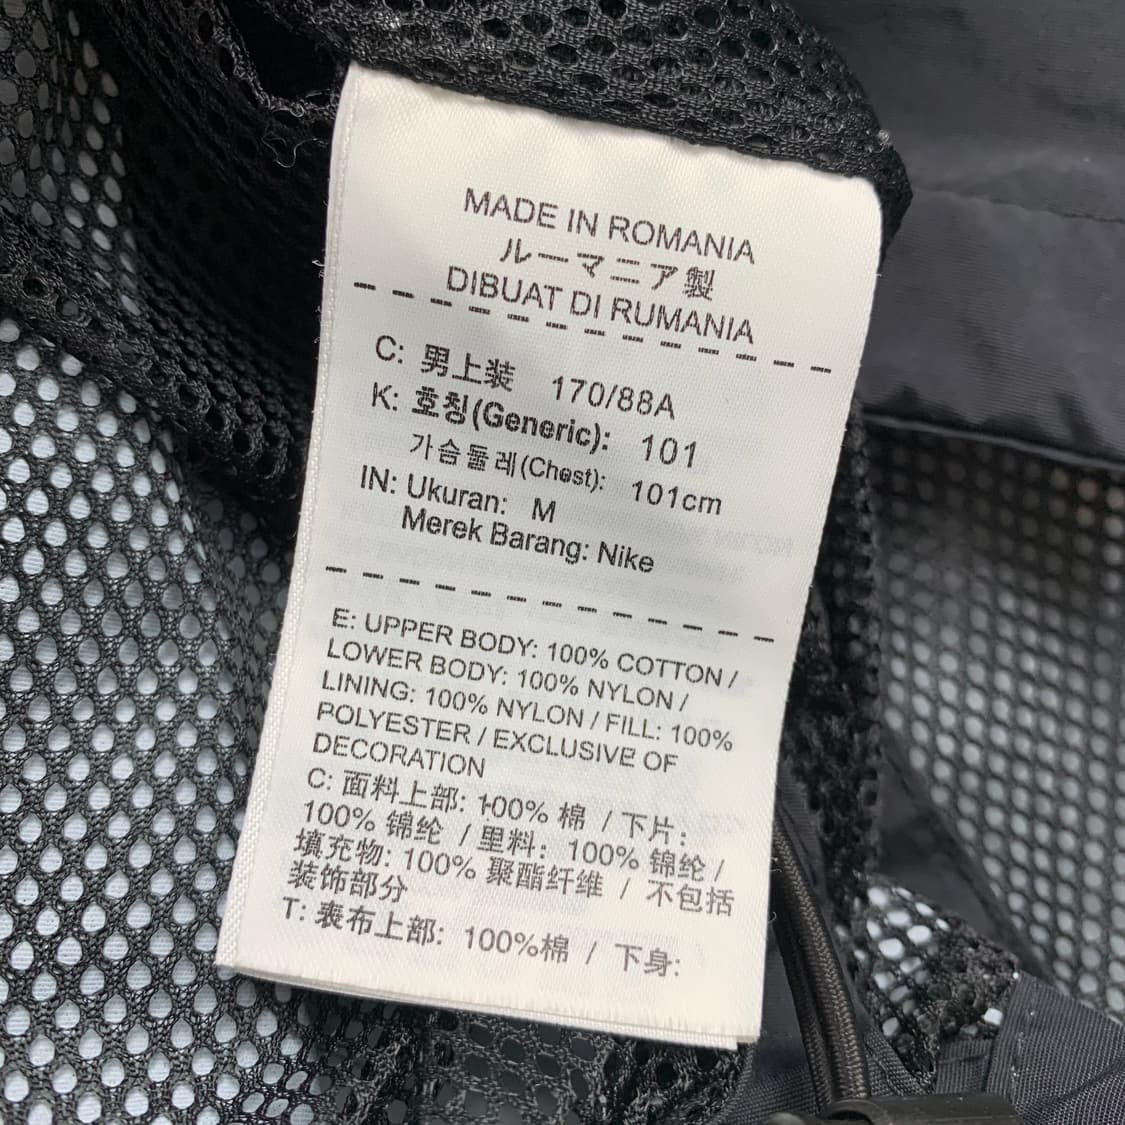 MADE IN ROMANIA
ルーマニア製
DIBUAT DI RUMANIA
C: 男上装 170/88A
K: 호칭(Generic): 101
가슴둘레(Chest): 101cm
IN: Ukuran: M
Merek Barang: Nike
E: UPPER BODY: 100% COTTON /
LOWER BODY: 100% NYLON /
LINING: 100% NYLON / FILL: 100%
POLYESTER / EXCLUSIVE OF
DECORATION
C: 面料上部: 100% 棉 / 下片:
100% 锦纶 / 里料: 100% 锦纶 /
填充物: 100% 聚酯纤维 / 不包括
装饰部分
T: 表布上部: 100%棉 / 下身: